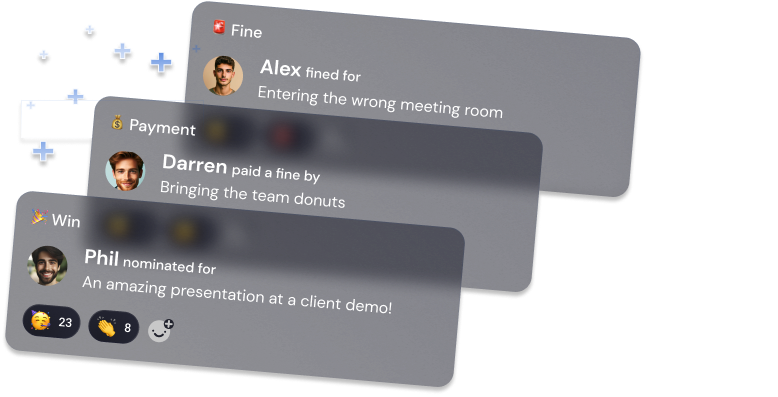 Fine
Alex fined for
Entering the wrong meeting room
Payment
Darren paid a fine by
Bringing the team donuts
Win
Phil nominated for
An amazing presentation at a client demo!
23 8